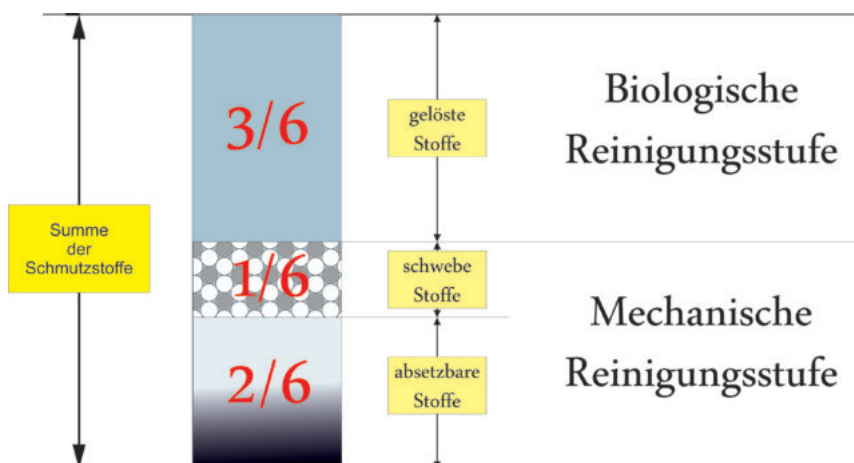 3/6
gelöste
Stoffe
Biologische
Reinigungsstufe
Summe
der
Schmutzstoffe
1/6
schwebe
Stoffe
2/6
absetzbare
Stoffe
Mechanische
Reinigungsstufe